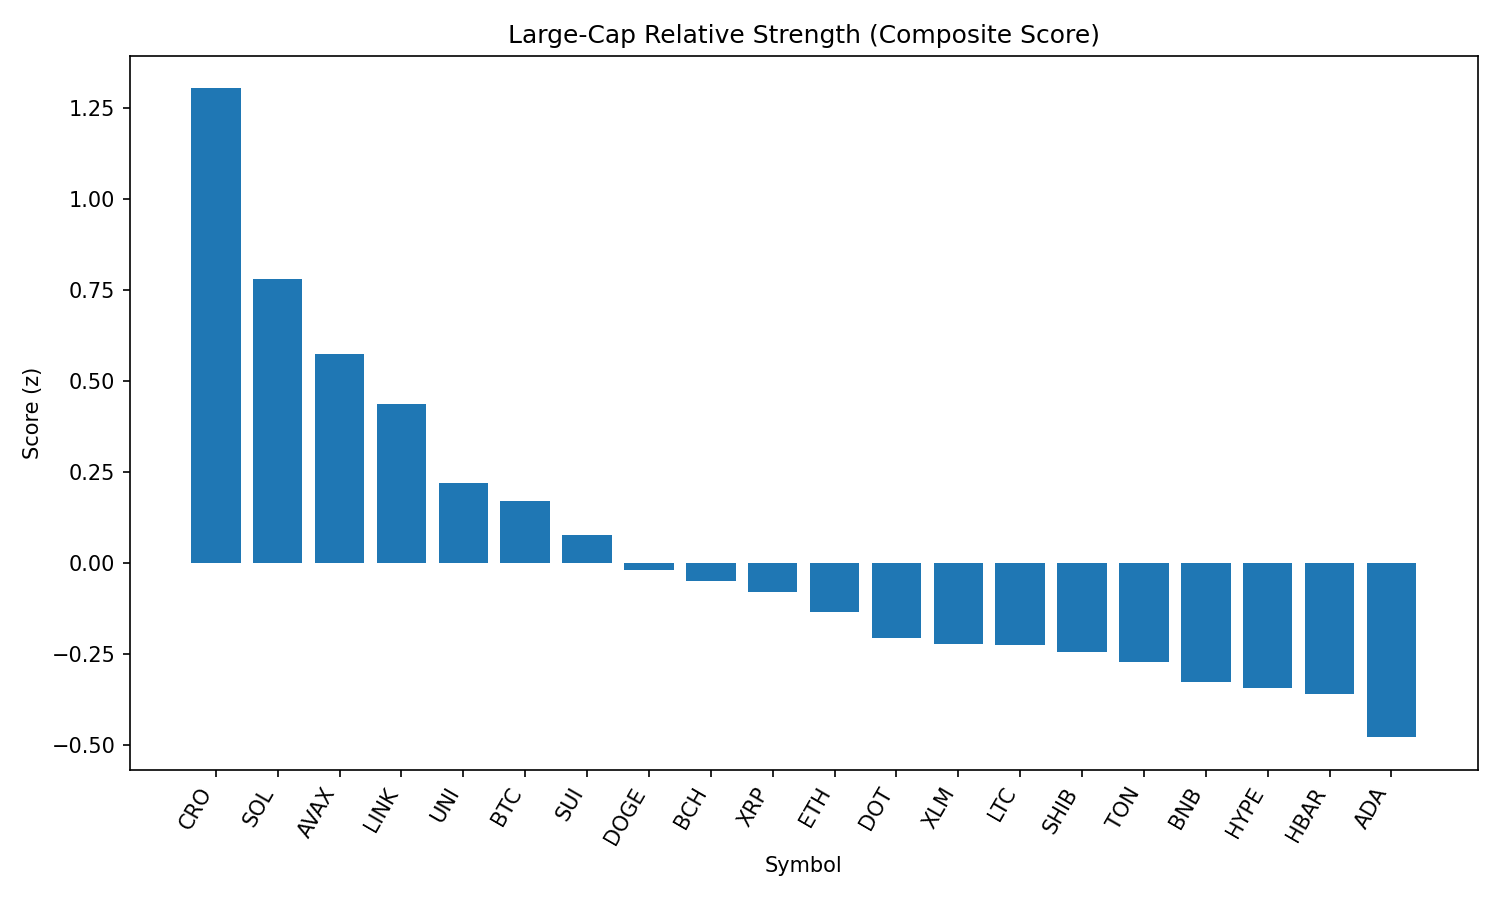 Large-Cap Relative Strength (Composite Score)
1.25
1.00
0.75
0.50
0.25
0.00
−0.25
−0.50
Score (z)
CRO
SOL
AVAX
LINK
UNI
BTC
SUI
DOGE
BCH
XRP
ETH
DOT
XLM
LTC
SHIB
TON
BNB
HYPE
HBAR
ADA
Symbol